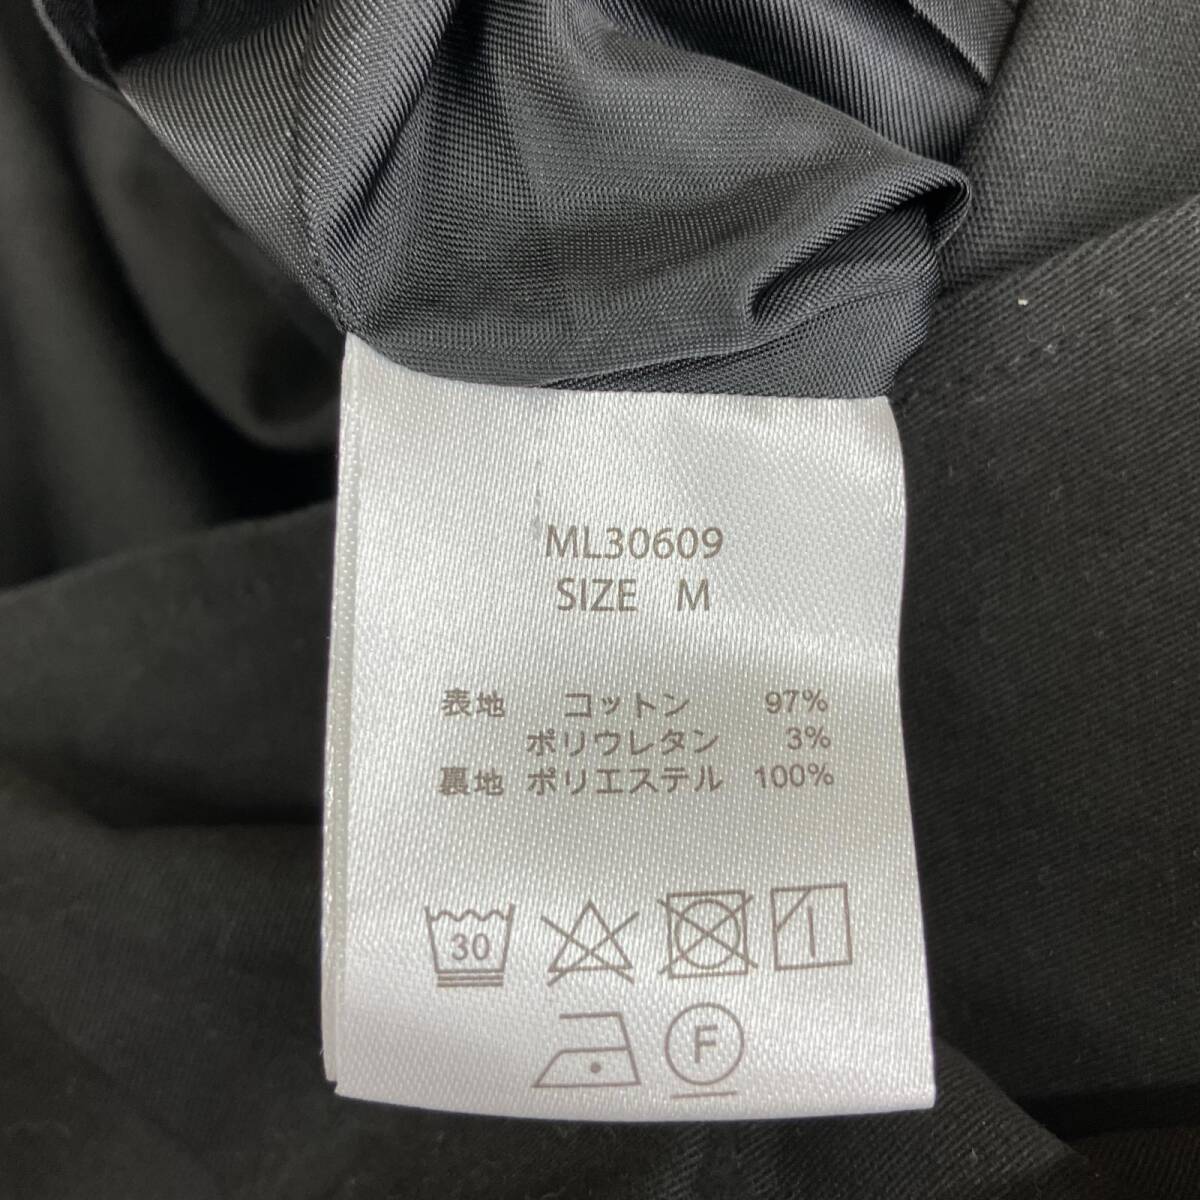 ML30609
SIZE M
表地 コットン 97%
ポリウレタン 3%
裏地 ポリエステル 100%
30
F